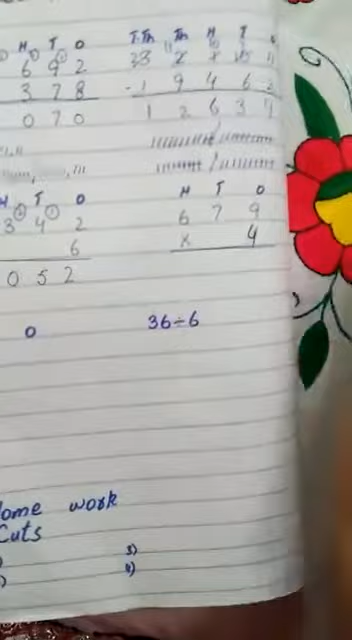 H T O
6 9 2
3 7 8
0 7 0
T.Th Th H T
- 1 9 4 6
1 2 6 3 4
H T O
3 4 2
6
0 5 2
H T O
6 7 9
x 4
0
36÷6
Home work
Cuts
3)
4)